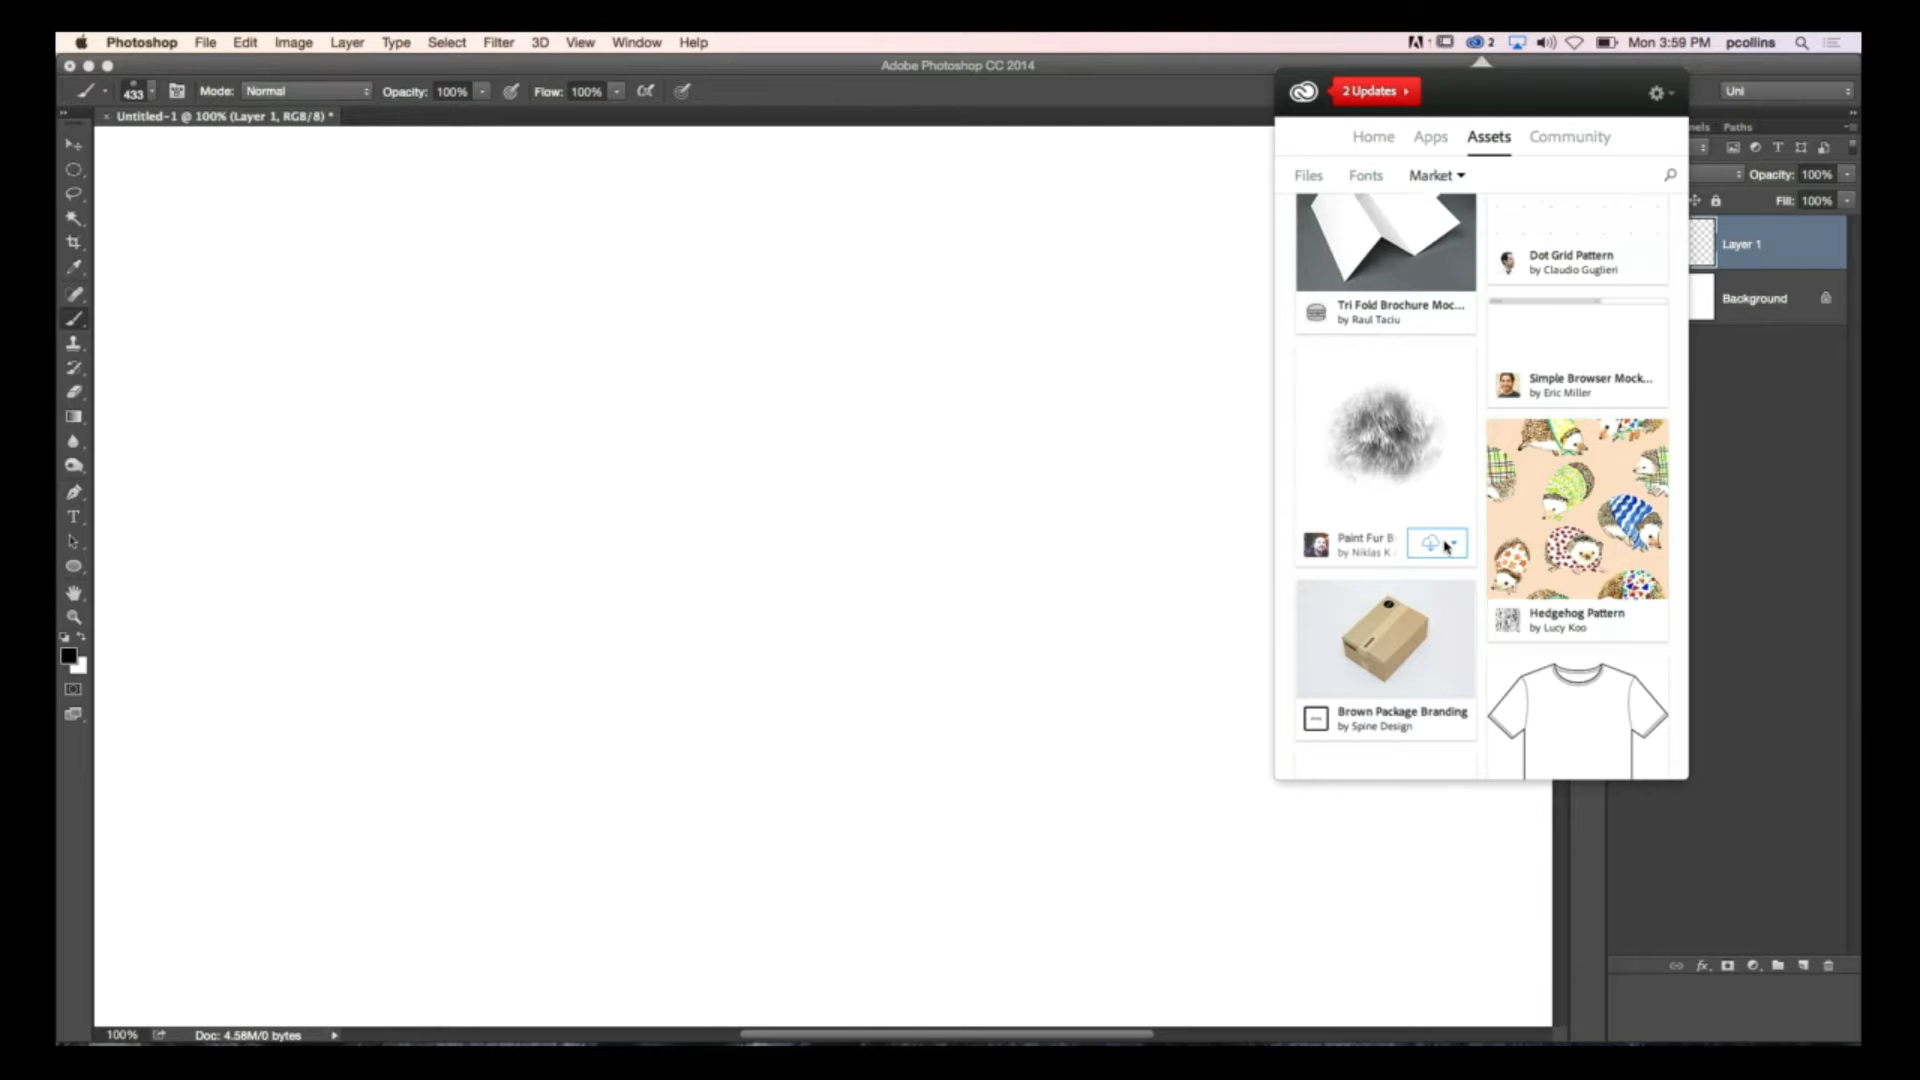 Photoshop File Edit Image Layer Type Select Filter 3D View Window Help
2 Mon 3:59 PM pcollins
Adobe Photoshop CC 2014
433 Mode: Normal Opacity: 100% Flow: 100%
2 Updates
Uni
Untitled-1 @ 100% (Layer 1, RGB/8) *
nels Paths
Home Apps Assets Community
Files Fonts Market
Opacity: 100%
Fill: 100%
Layer 1
Background
Dot Grid Pattern
by Claudio Guglieri
Tri Fold Brochure Moc...
by Raul Taciu
Simple Browser Mock...
by Eric Miller
Paint Fur B
by Niklas K
Hedgehog Pattern
by Lucy Koo
Brown Package Branding
by Spine Design
100% Doc: 4.58M/0 bytes